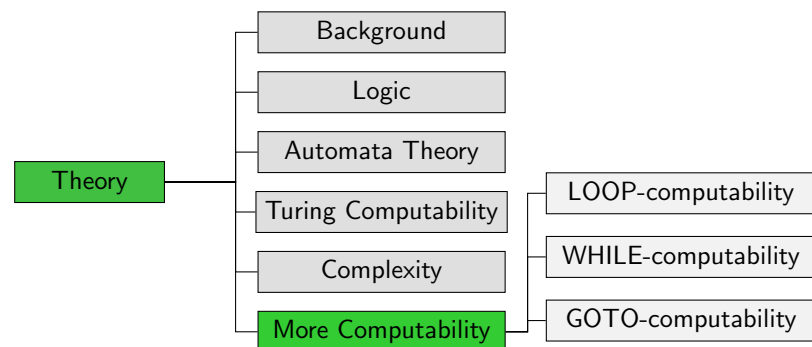 Background
Logic
Automata Theory
Theory
Turing Computability
Complexity
More Computability
LOOP-computability
WHILE-computability
GOTO-computability